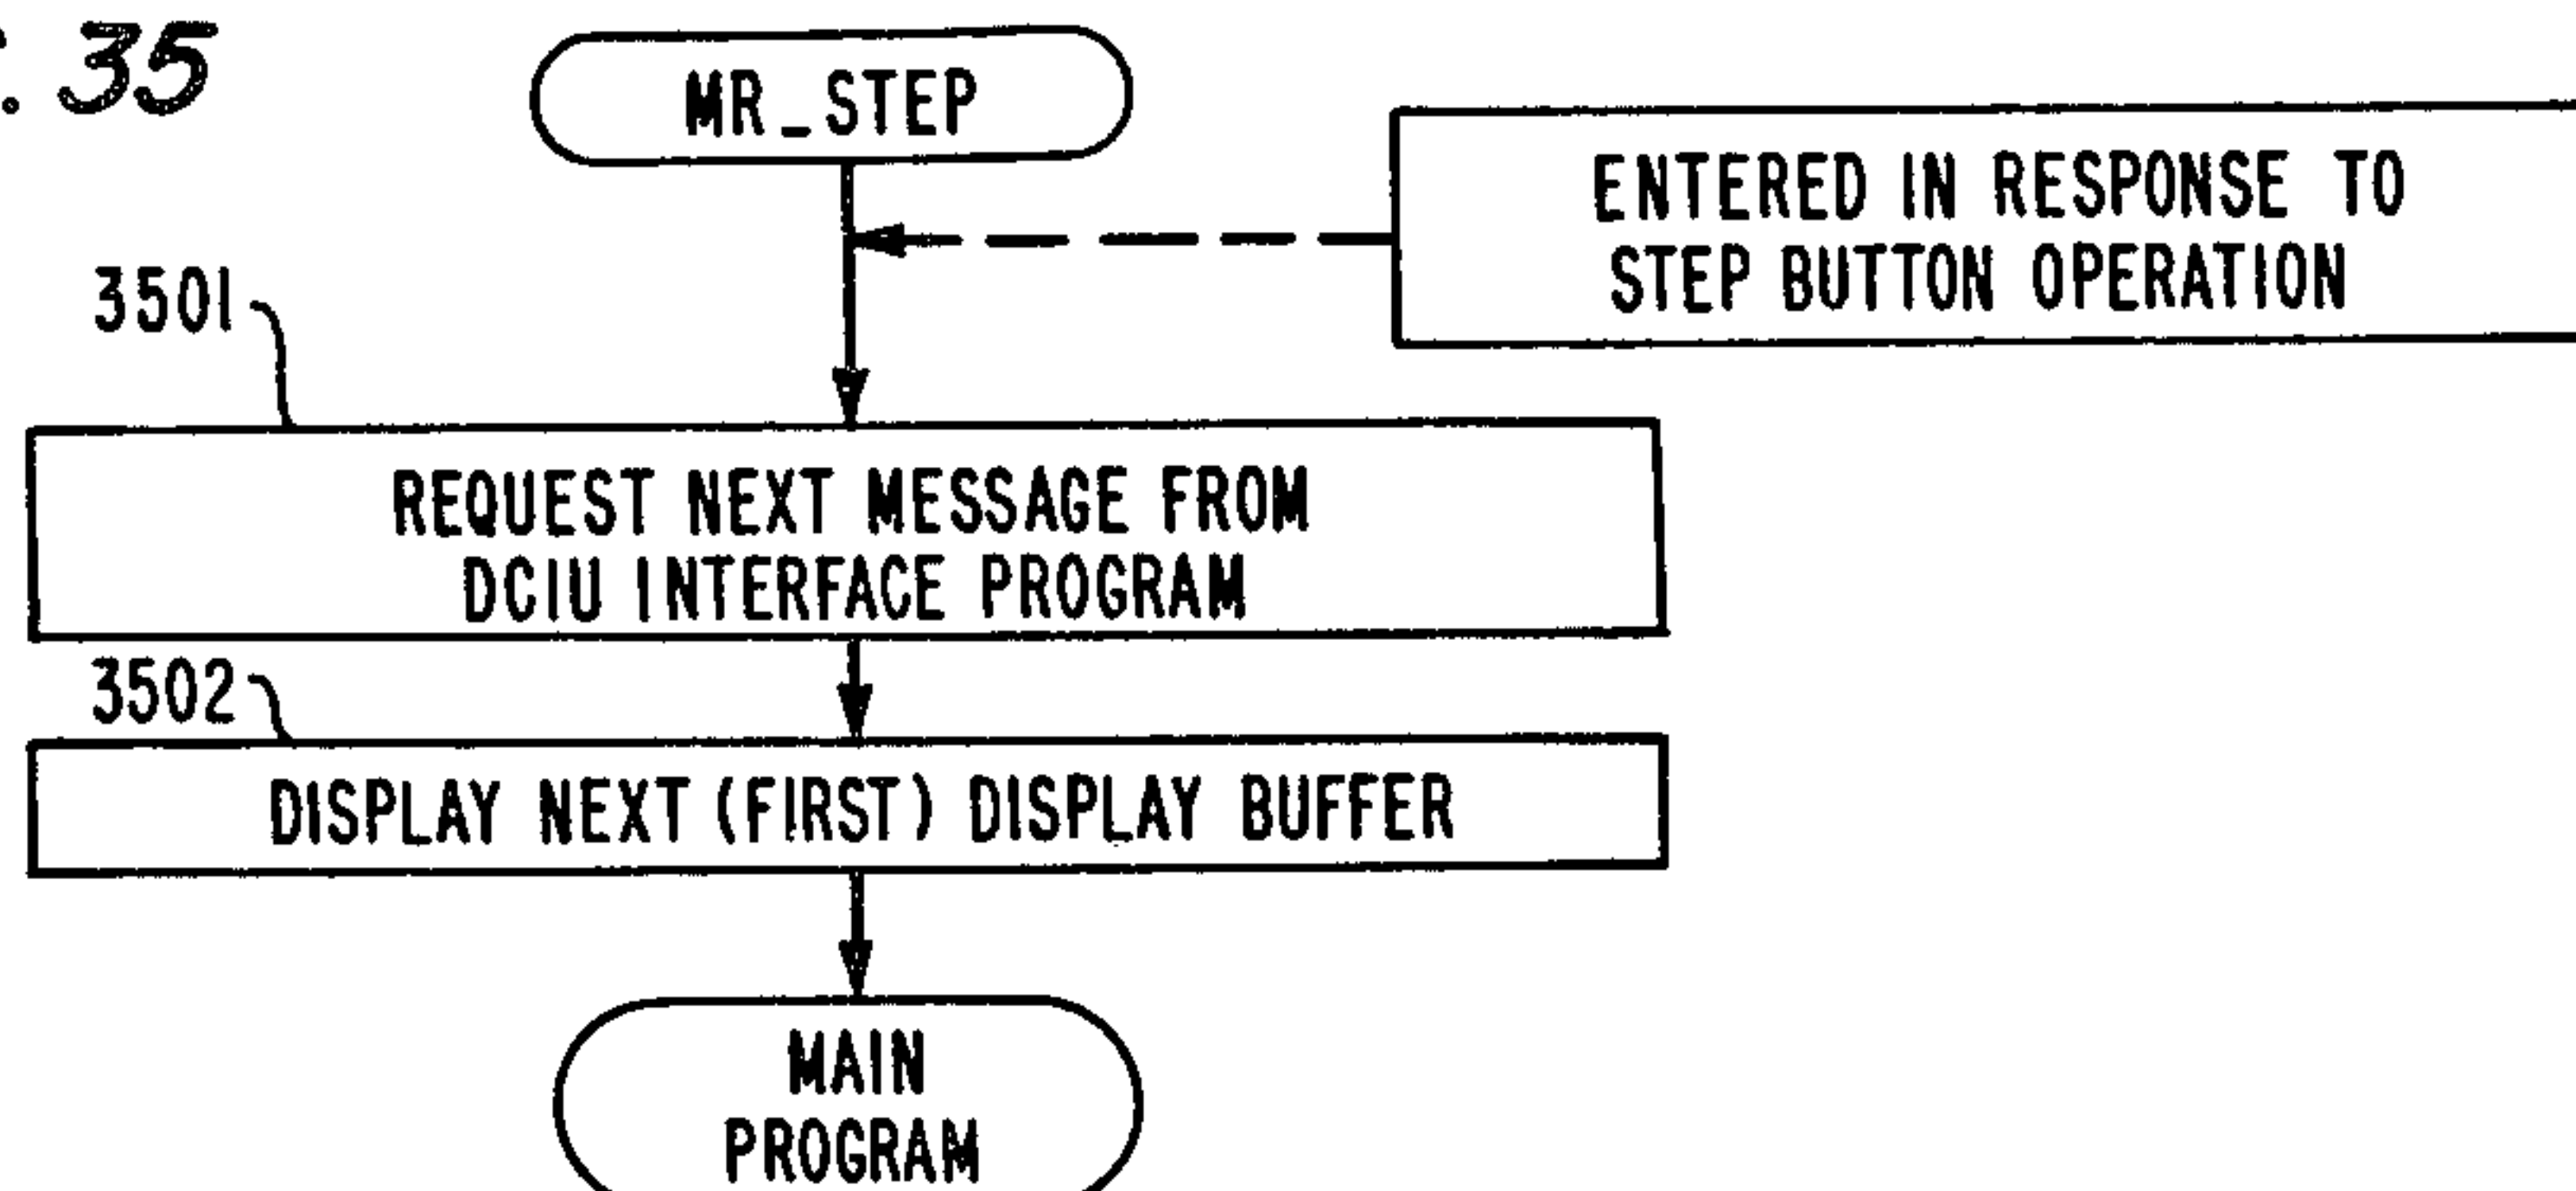 . 35
MR_STEP
ENTERED IN RESPONSE TO
STEP BUTTON OPERATION
3501
REQUEST NEXT MESSAGE FROM
DCIU INTERFACE PROGRAM
3502
DISPLAY NEXT (FIRST) DISPLAY BUFFER
MAIN
PROGRAM